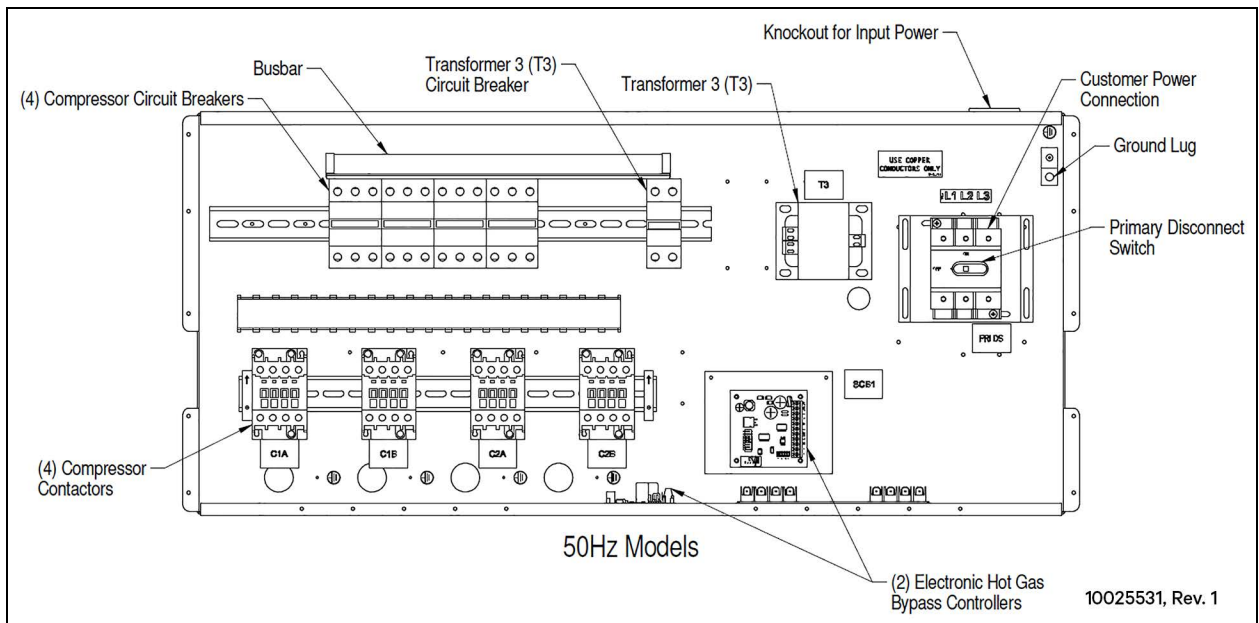 Knockout for Input Power
Transformer 3 (T3)
Circuit Breaker
Busbar
Transformer 3 (T3)
Customer Power
Connection
(4) Compressor Circuit Breakers
Ground Lug
USE COPPER
CONDUCTORS ONLY
T3
L1 L2 L3
Primary Disconnect
Switch
ON
OFF
PRI DS
SCB1
C1A
C1B
C2A
C2B
(4) Compressor
Contactors
50Hz Models
(2) Electronic Hot Gas
Bypass Controllers
10025531, Rev. 1